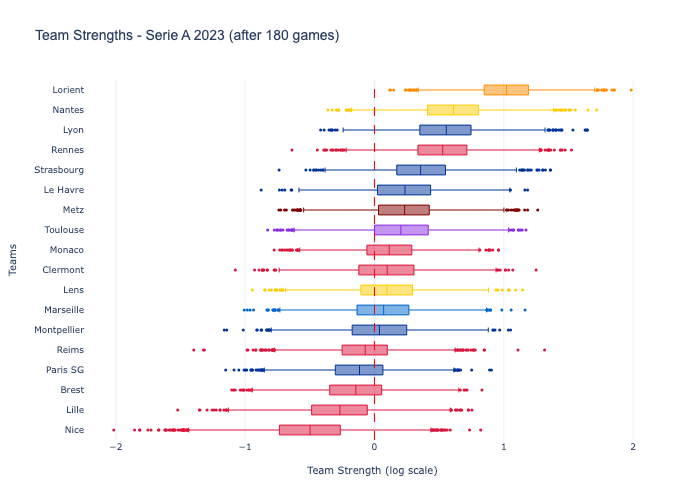 Team Strengths - Serie A 2023 (after 180 games)
Lorient
Nantes
Lyon
Rennes
Strasbourg
Le Havre
Metz
Toulouse
Monaco
Clermont
Lens
Marseille
Montpellier
Reims
Paris SG
Brest
Lille
Nice
Teams
−2
−1
0
1
2
Team Strength (log scale)